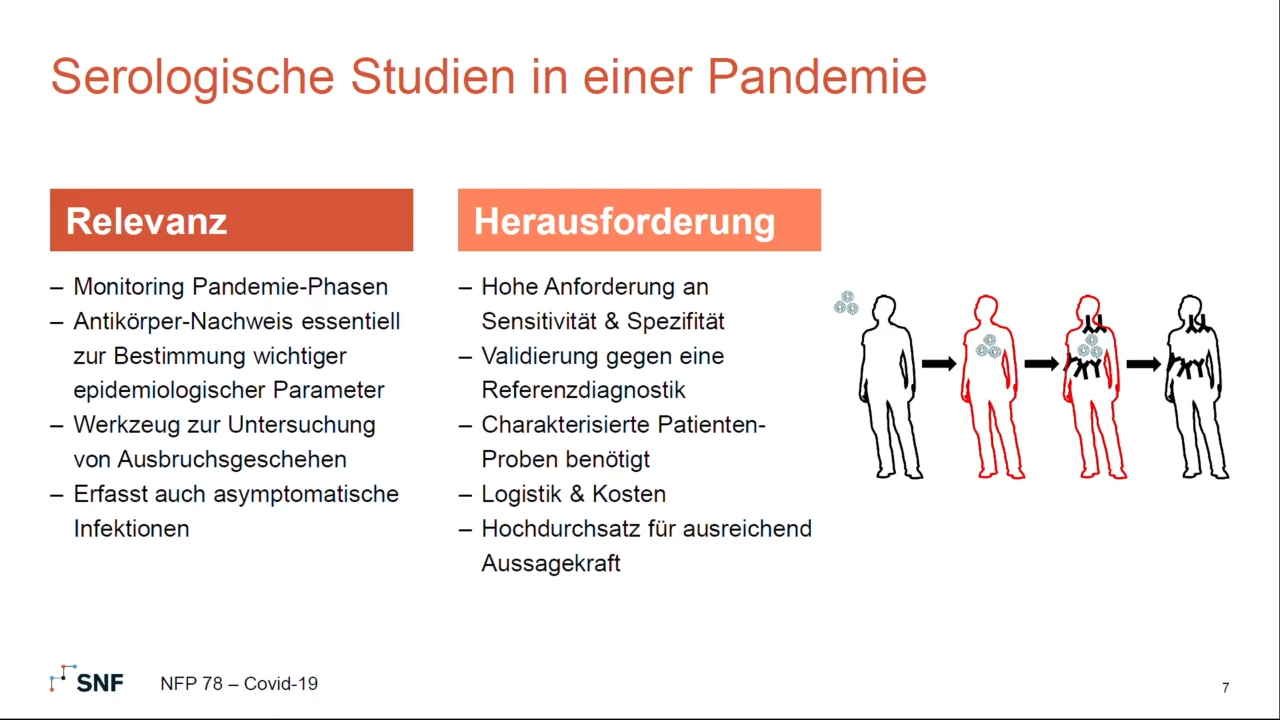 Serologische Studien in einer Pandemie
Relevanz
– Monitoring Pandemie-Phasen
– Antikörper-Nachweis essentiell
zur Bestimmung wichtiger
epidemiologischer Parameter
– Werkzeug zur Untersuchung
von Ausbruchsgeschehen
– Erfasst auch asymptomatische
Infektionen
Herausforderung
– Hohe Anforderung an
Sensitivität & Spezifität
– Validierung gegen eine
Referenzdiagnostik
– Charakterisierte Patienten-
Proben benötigt
– Logistik & Kosten
– Hochdurchsatz für ausreichend
Aussagekraft
SNF
NFP 78 – Covid-19
7